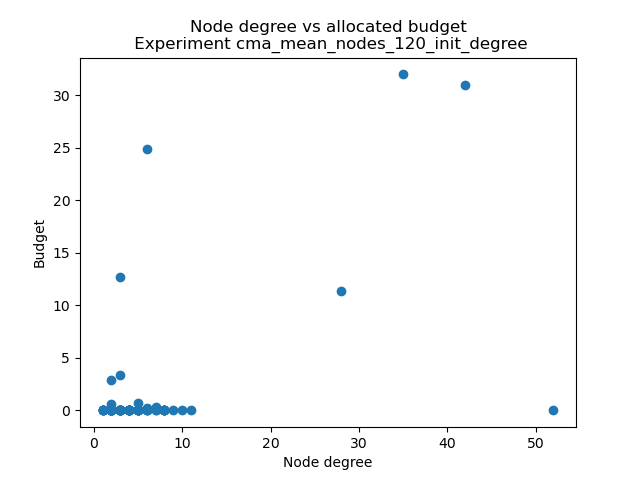 Node degree vs allocated budget
Experiment cma_mean_nodes_120_init_degree
30
25
20
15
10
5
0
Budget
0 10 20 30 40 50
Node degree